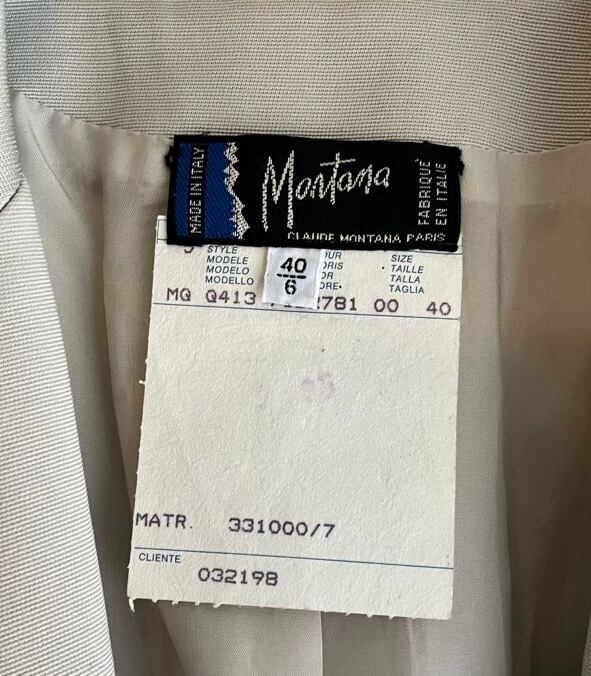 MADE IN ITALY
Montana
FABRIQUÉ
EN ITALIE
CLAUDE MONTANA PARIS
STYLE
MODELE
MODELO
MODELLO
40
6
SIZE
TAILLE
TALLA
TAGLIA
MQ Q413 2781 00 40
MATR. 331000/7
CLIENTE
032198